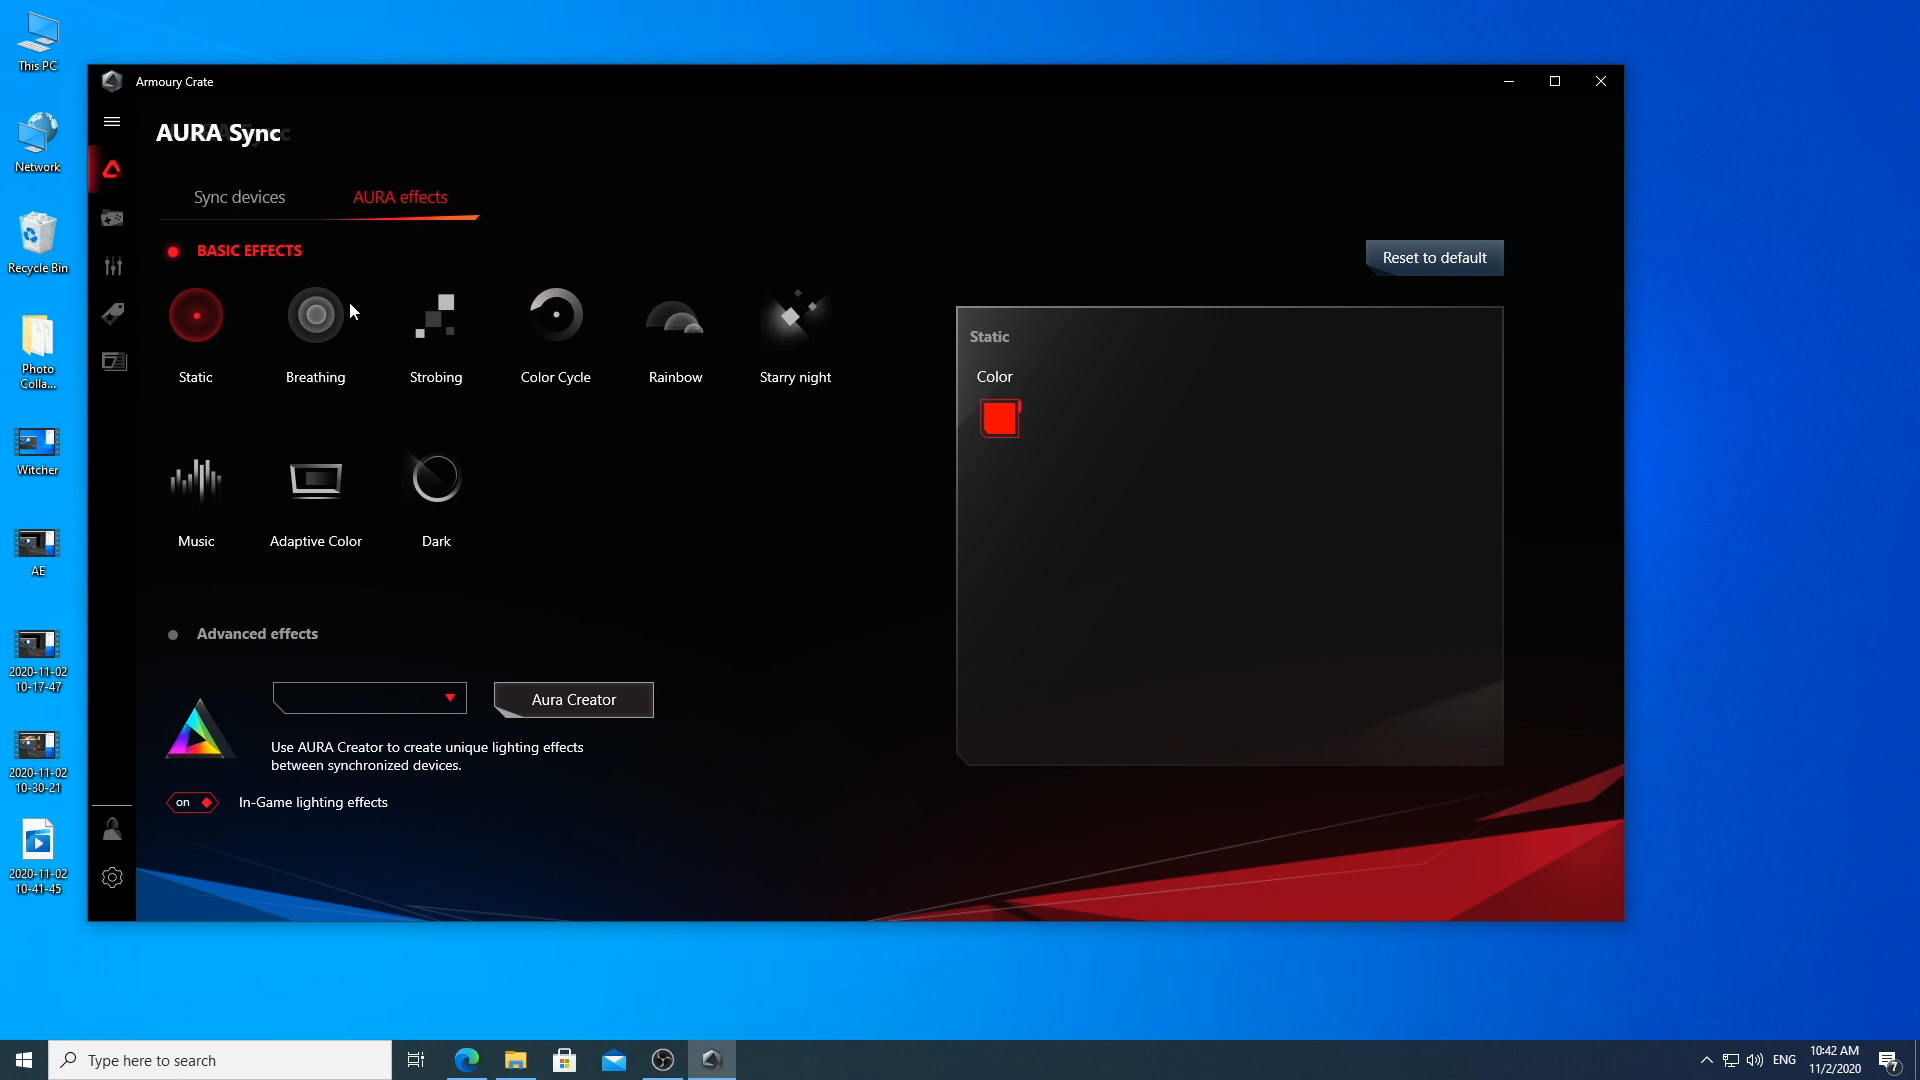 This PC
Network
Recycle Bin
Photo
Colla...
Witcher
AE
2020-11-02
10-17-47
2020-11-02
10-30-21
2020-11-02
10-41-45
Armoury Crate
AURA Sync
Sync devices
AURA effects
BASIC EFFECTS
Reset to default
Static
Breathing
Strobing
Color Cycle
Rainbow
Starry night
Music
Adaptive Color
Dark
Static
Color
Advanced effects
Aura Creator
Use AURA Creator to create unique lighting effects
between synchronized devices.
on
In-Game lighting effects
Type here to search
ENG
10:42 AM
11/2/2020
7